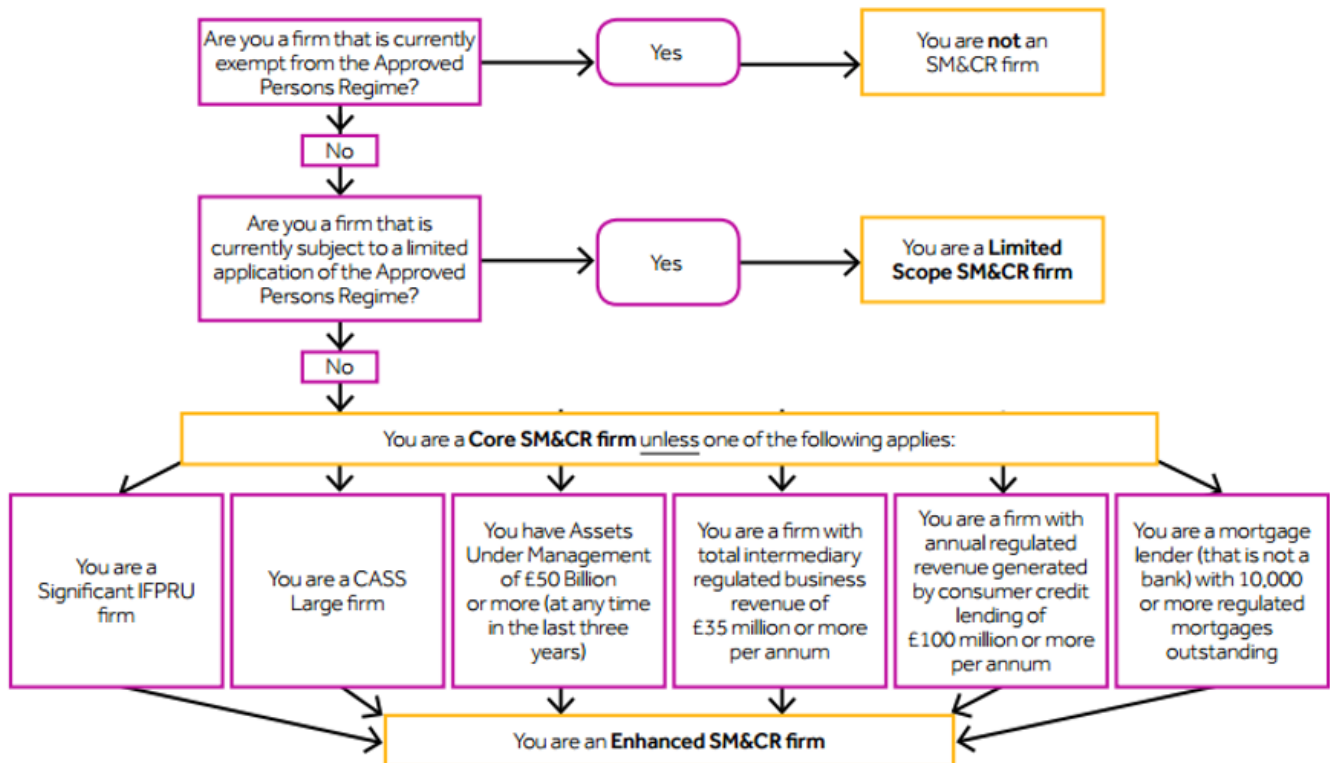 Are you a firm that is currently
exempt from the Approved
Persons Regime?
Yes
You are not an
SM&CR firm
No
Are you a firm that is
currently subject to a limited
application of the Approved
Persons Regime?
Yes
You are a Limited
Scope SM&CR firm
No
You are a Core SM&CR firm unless one of the following applies:
You are a
Significant IFPRU
firm
You are a CASS
Large firm
You have Assets
Under Management
of £50 Billion
or more (at any time
in the last three
years)
You are a firm with
total intermediary
regulated business
revenue of
£35 million or more
per annum
You are a firm with
annual regulated
revenue generated
by consumer credit
lending of
£100 million or more
per annum
You are a mortgage
lender (that is not a
bank) with 10,000
or more regulated
mortgages
outstanding
You are an Enhanced SM&CR firm